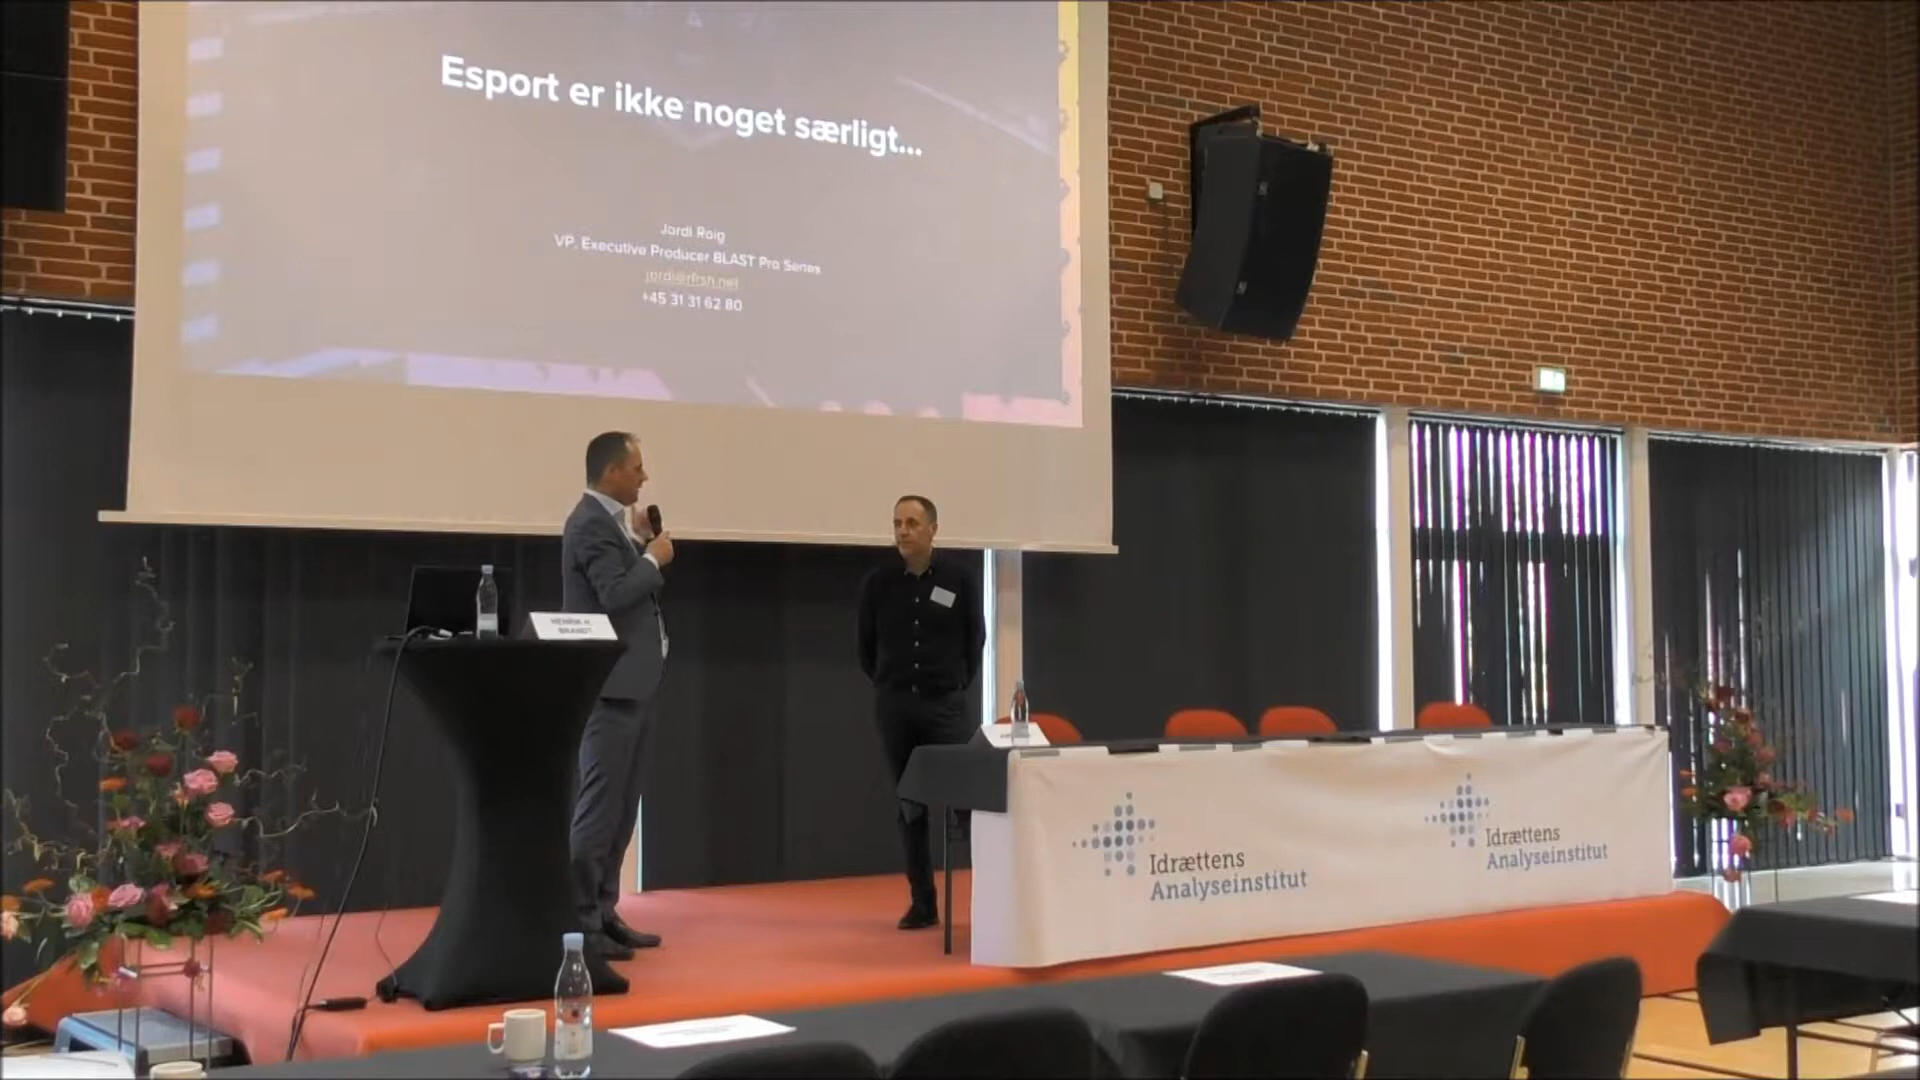 Esport er ikke noget særligt...
Jordi Roig
VP, Executive Producer BLAST Pro Series
jordi@rfrsh.net
+45 31 31 62 80
HENRIK H.
BRANDT
Idrættens
Analyseinstitut
Idrættens
Analyseinstitut